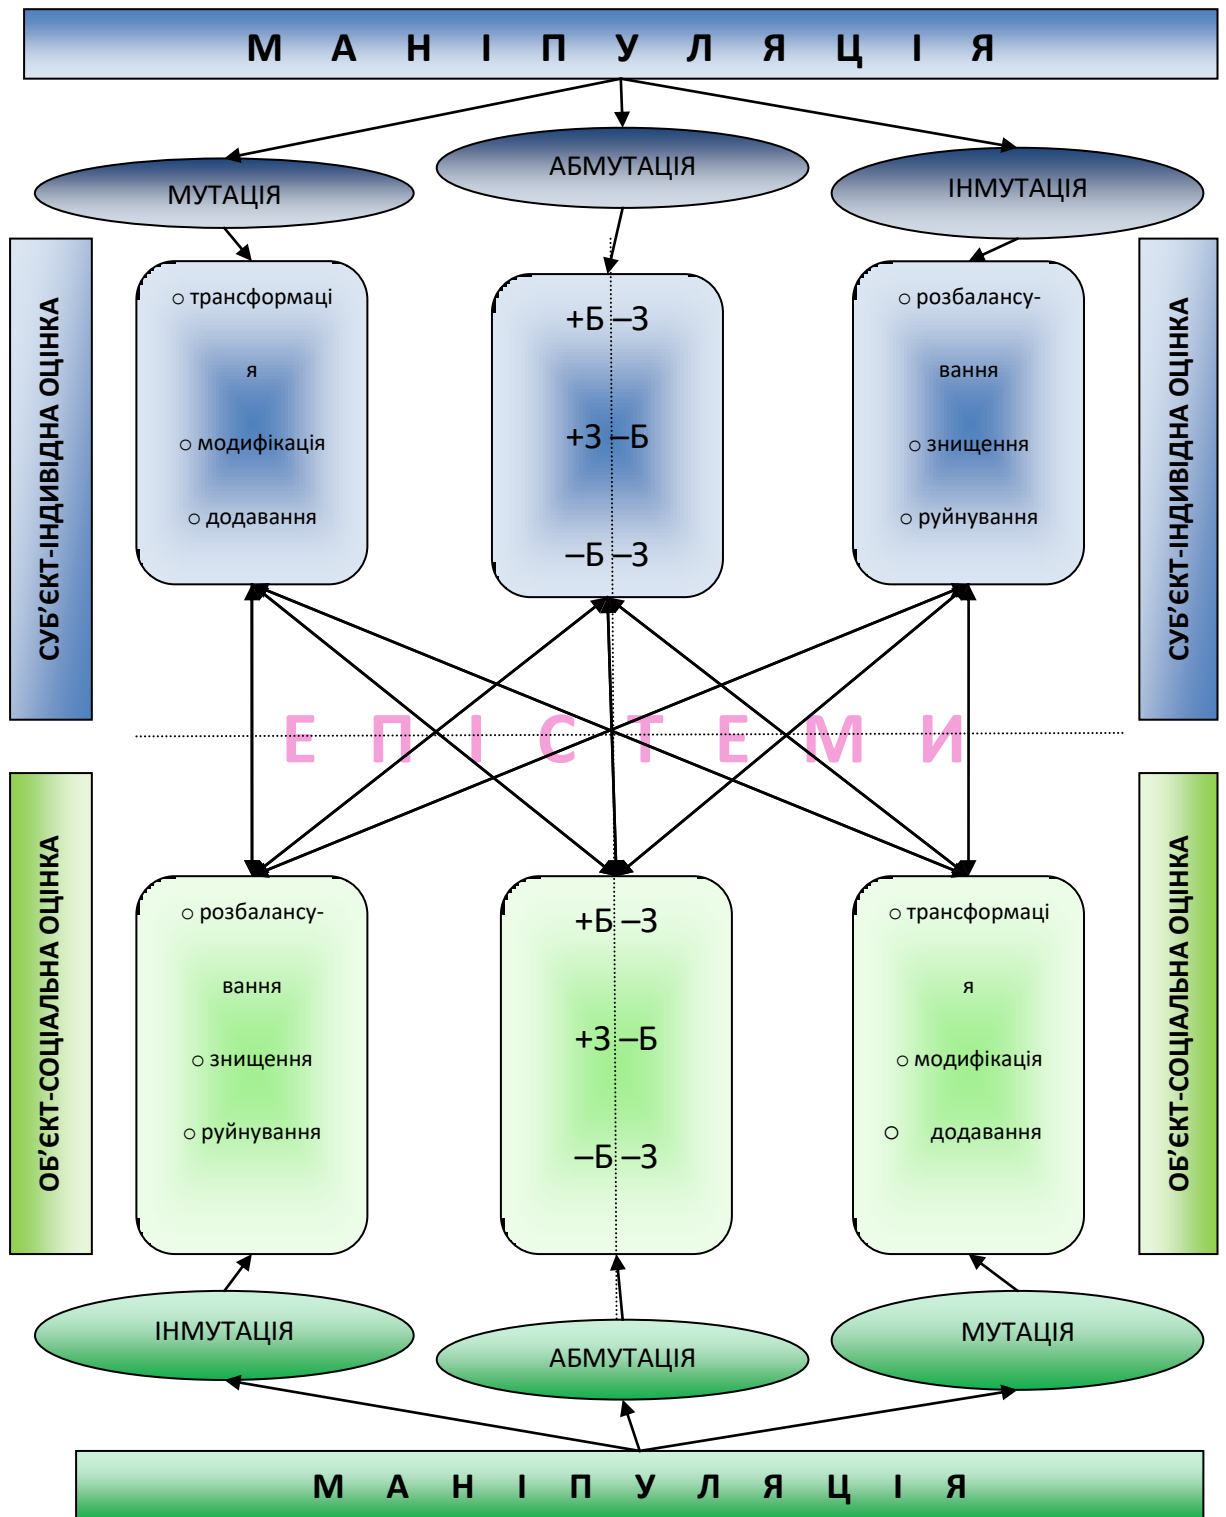 М А Н І П У Л Я Ц І Я
МУТАЦІЯ
АБМУТАЦІЯ
ІНМУТАЦІЯ
СУБ’ЄКТ-ІНДИВІДНА ОЦІНКА
○ трансформаці
я
○ модифікація
○ додавання
+Б –З
+З –Б
–Б –З
○ розбалансу-
вання
○ знищення
○ руйнування
СУБ’ЄКТ-ІНДИВІДНА ОЦІНКА
Е П І С Т Е М И
ОБ’ЄКТ-СОЦІАЛЬНА ОЦІНКА
○ розбалансу-
вання
○ знищення
○ руйнування
+Б –З
+З –Б
–Б –З
○ трансформаці
я
○ модифікація
○ додавання
ОБ’ЄКТ-СОЦІАЛЬНА ОЦІНКА
ІНМУТАЦІЯ
АБМУТАЦІЯ
МУТАЦІЯ
М А Н І П У Л Я Ц І Я